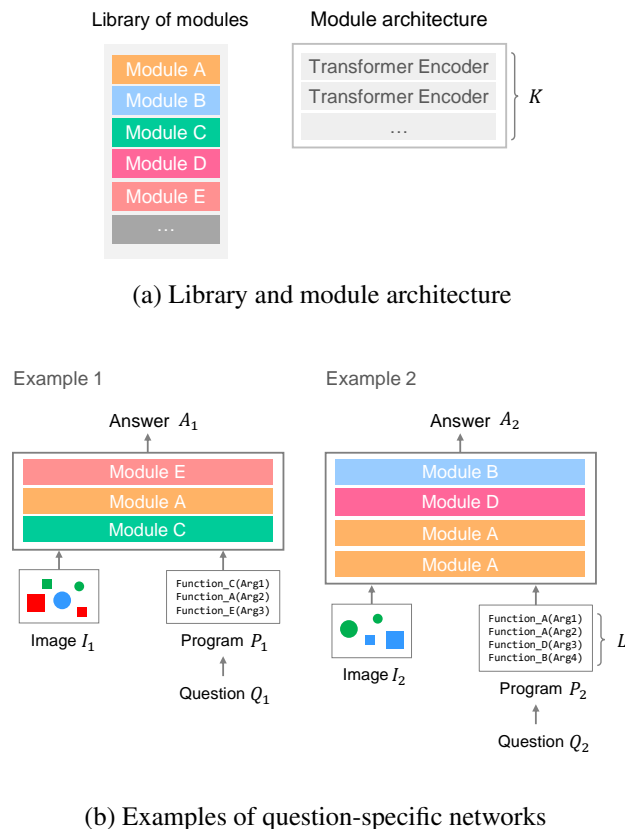 Library of modules
Module architecture
Module A
Module B
Module C
Module D
Module E
...
Transformer Encoder
Transformer Encoder
...
K
(a) Library and module architecture
Example 1
Answer A1
Module E
Module A
Module C
Function_C(Arg1)
Function_A(Arg2)
Function_E(Arg3)
Image I1
Program P1
Question Q1
Example 2
Answer A2
Module B
Module D
Module A
Module A
Function_A(Arg1)
Function_A(Arg2)
Function_D(Arg3)
Function_B(Arg4)
L
Image I2
Program P2
Question Q2
(b) Examples of question-specific networks